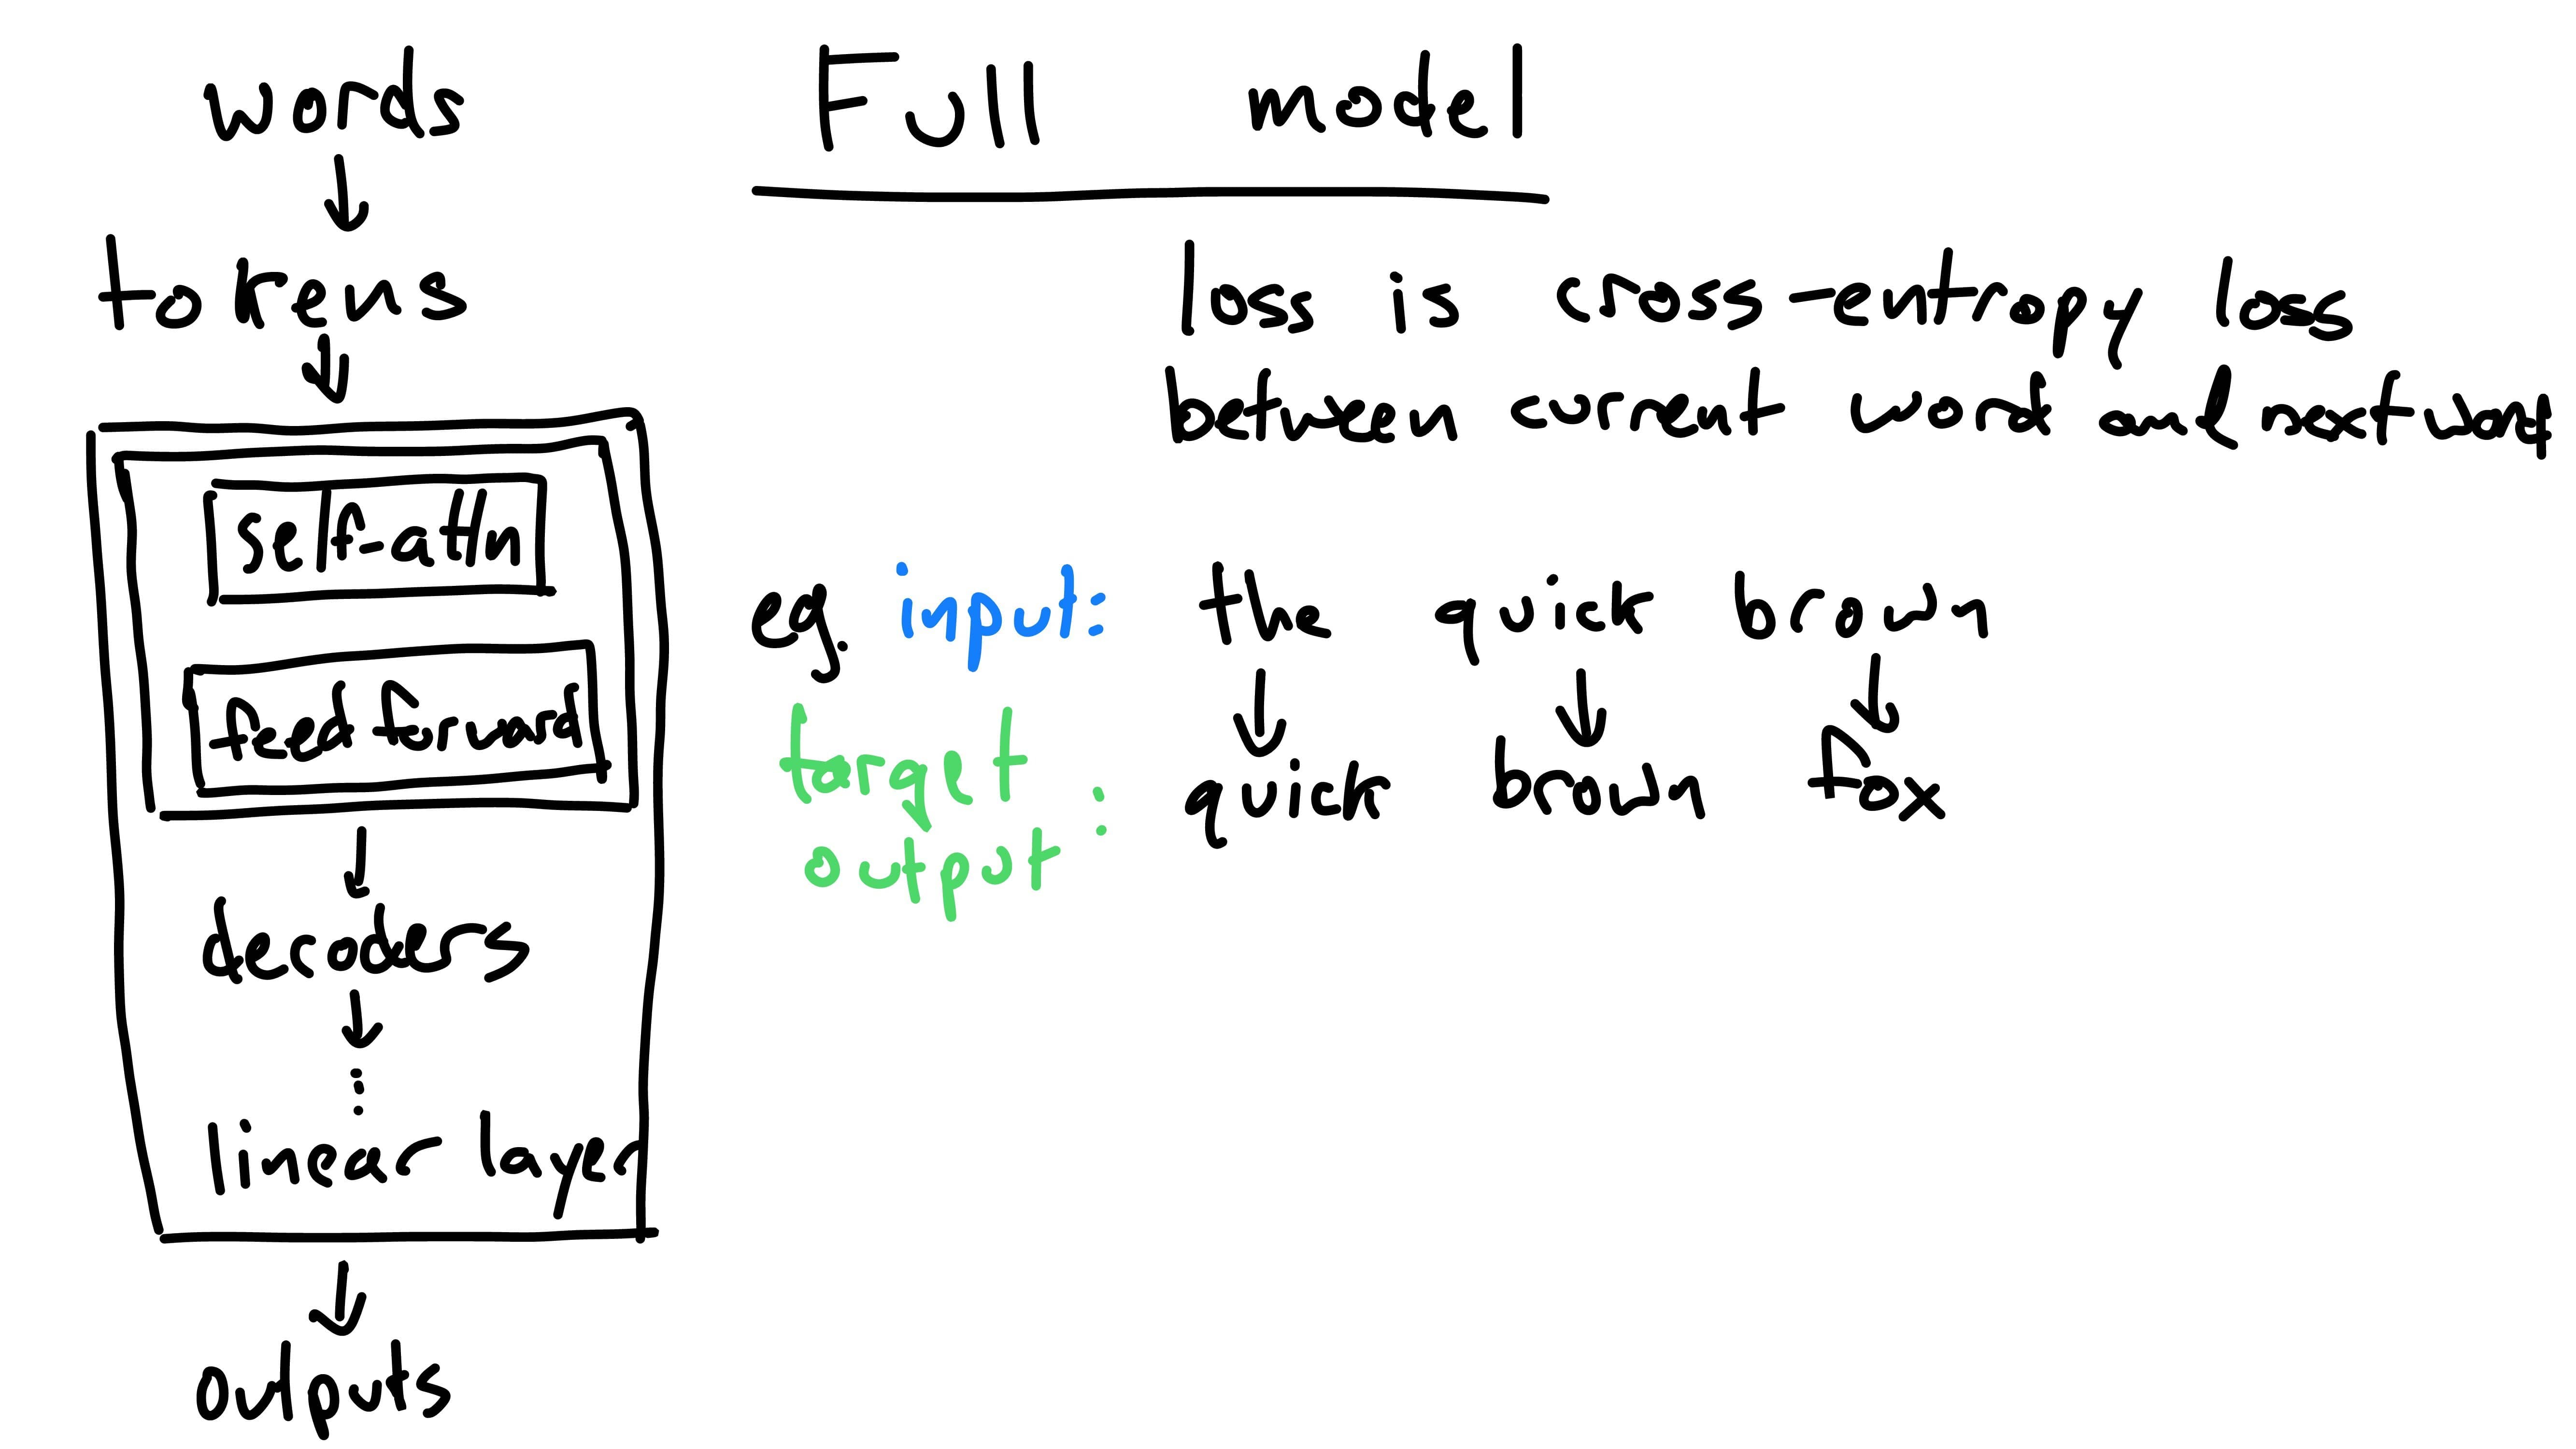 Full model
words
tokens
self-attn
feed forward
decoders
linear layer
outputs
loss is cross-entropy loss
between current word and next word
eg. input: the quick brown
target
output : quick brown fox